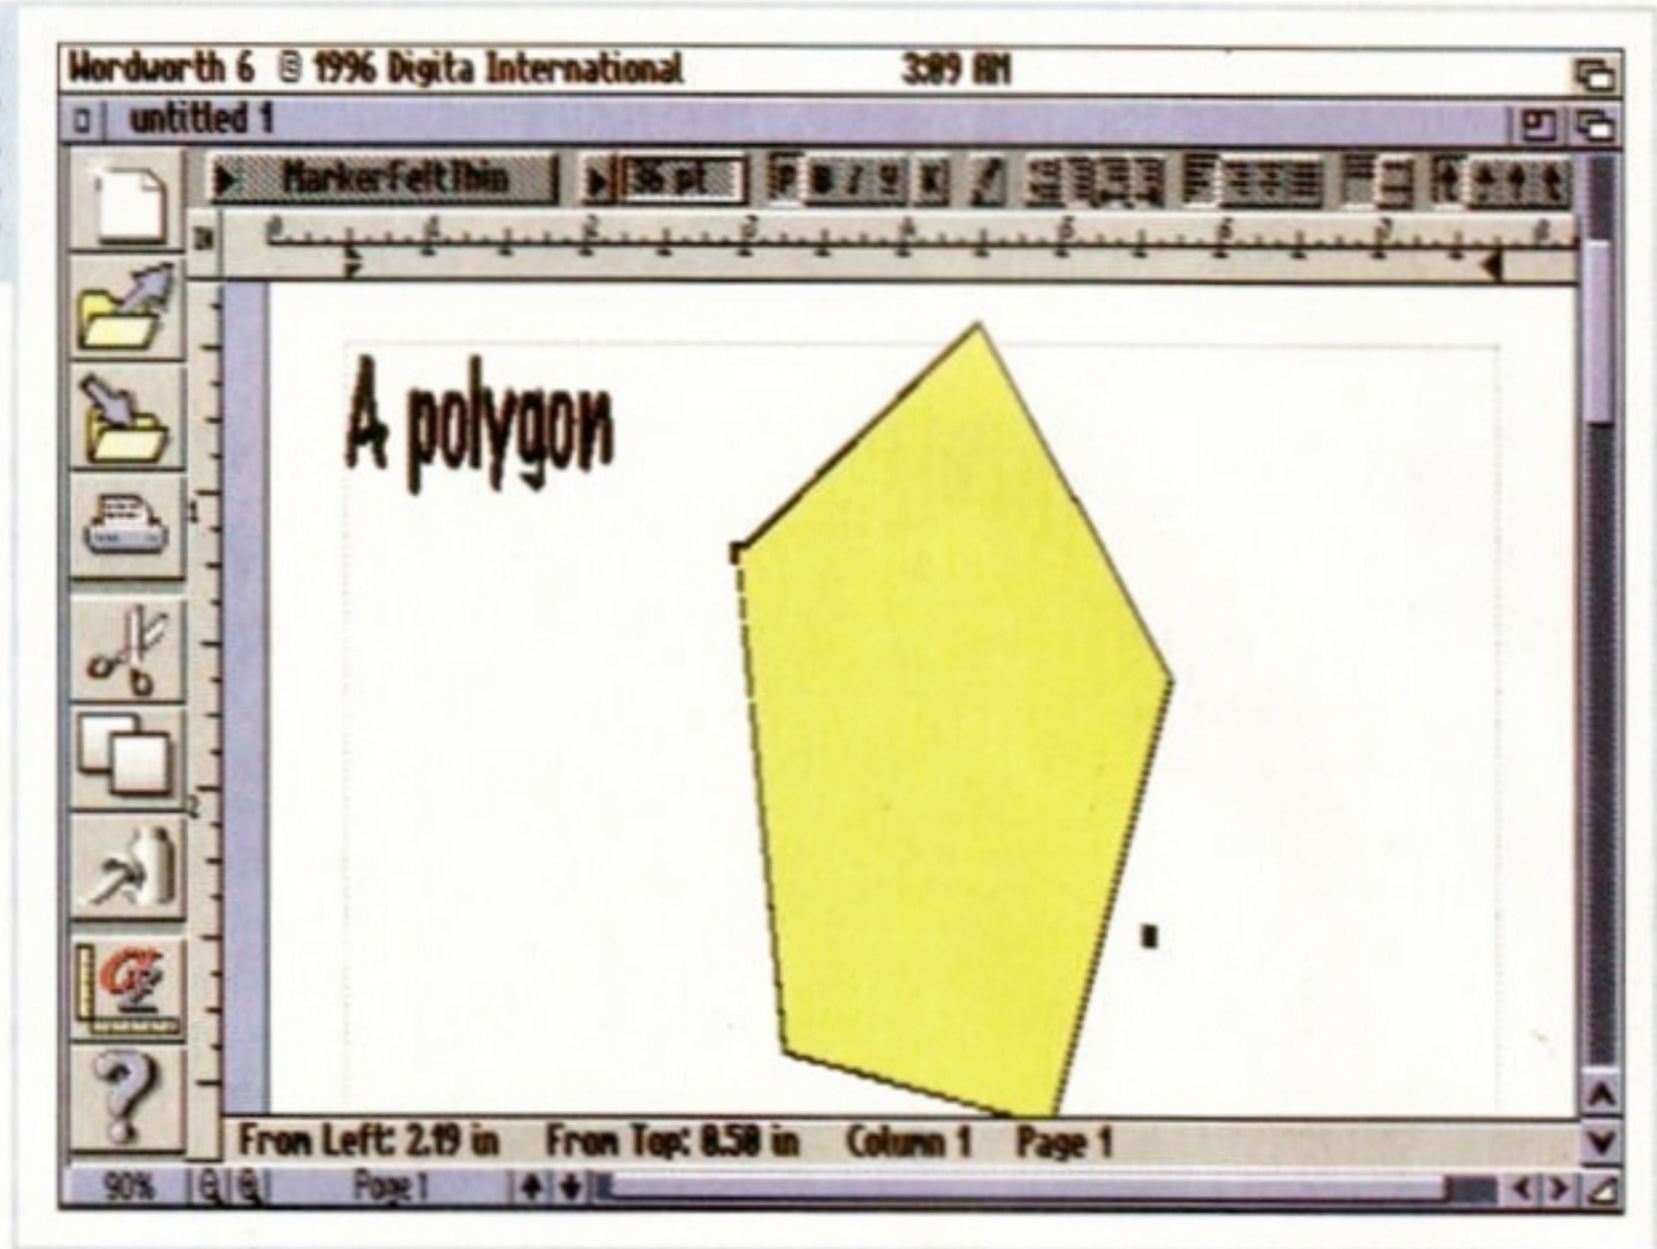 Wordworth 6 © 1996 Digita International 3:09 AM
untitled 1
MarkerFeltThin 36 pt
A polygon
From Left: 2.19 in From Top: 0.50 in Column 1 Page 1
90% Page 1